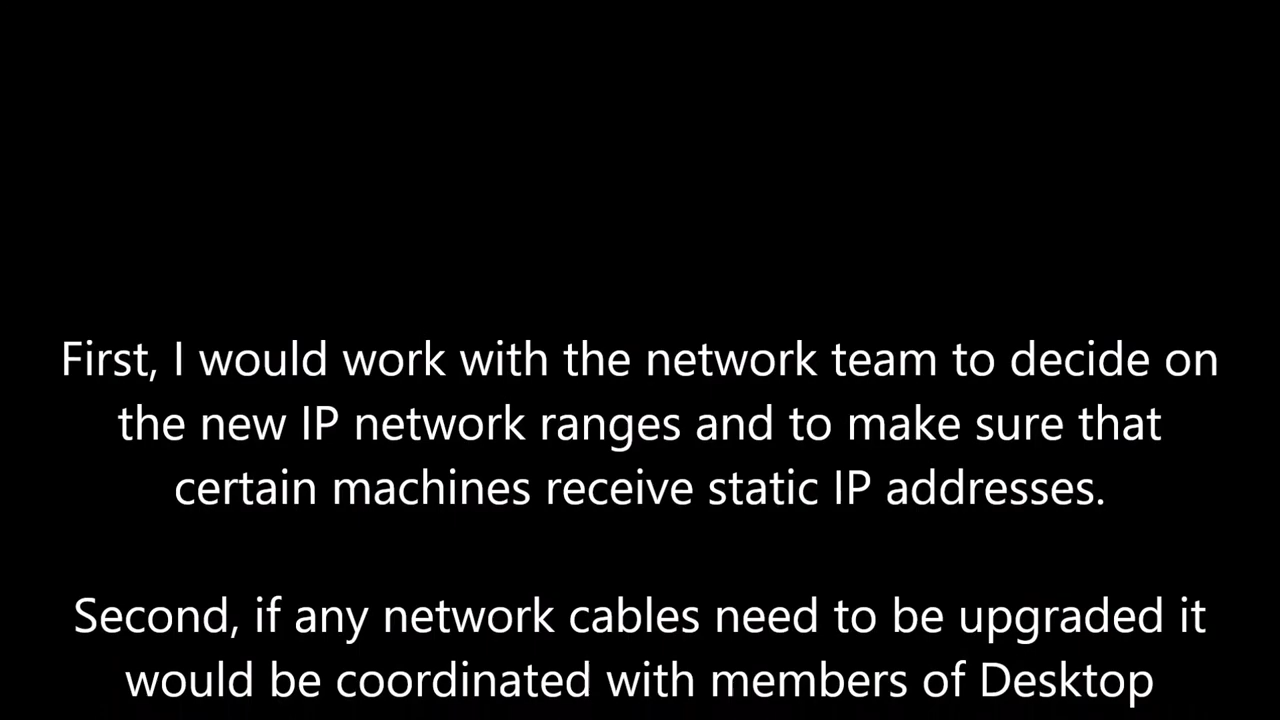 First, I would work with the network team to decide on
the new IP network ranges and to make sure that
certain machines receive static IP addresses.
Second, if any network cables need to be upgraded it
would be coordinated with members of Desktop